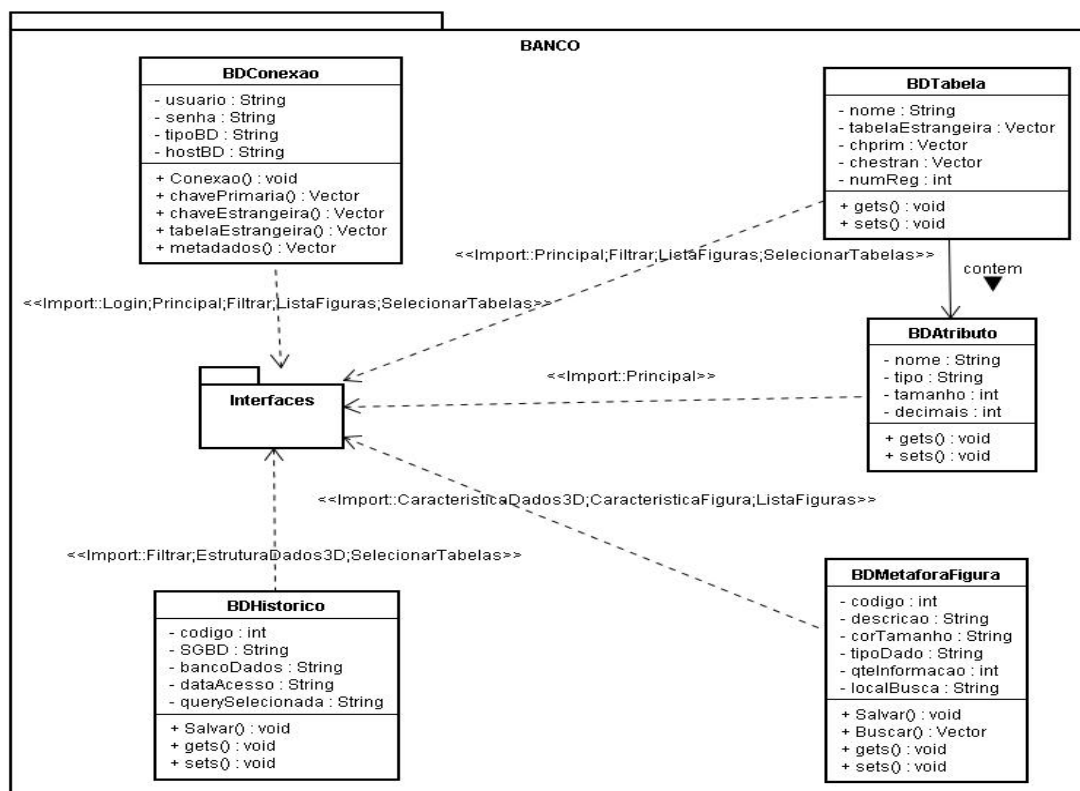 BANCO
BDConexao
- usuario : String
- senha : String
- tipoBD : String
- hostBD : String
+ Conexao() : void
+ chavePrimaria() : Vector
+ chaveEstrangeira() : Vector
+ tabelaEstrangeira() : Vector
+ metadados() : Vector
BDTabela
- nome : String
- tabelaEstrangeira : Vector
- chprim : Vector
- chestran : Vector
- numReg : int
+ gets() : void
+ sets() : void
<<Import::Principal;Filtrar;ListaFiguras;SelecionarTabelas>>
contem
<<Import::Login;Principal;Filtrar;ListaFiguras;SelecionarTabelas>>
BDAtributo
- nome : String
- tipo : String
- tamanho : int
- decimais : int
+ gets() : void
+ sets() : void
<<Import::Principal>>
Interfaces
<<Import::CaracteristicaDados3D;CaracteristicaFigura;ListaFiguras>>
<<Import::Filtrar;EstruturaDados3D;SelecionarTabelas>>
BDHistorico
- codigo : int
- SGBD : String
- bancoDados : String
- dataAcesso : String
- querySelecionada : String
+ Salvar() : void
+ gets() : void
+ sets() : void
BDMetaforaFigura
- codigo : int
- descricao : String
- corTamanho : String
- tipoDado : String
- qteInformacao : int
- localBusca : String
+ Salvar() : void
+ Buscar() : Vector
+ gets() : void
+ sets() : void